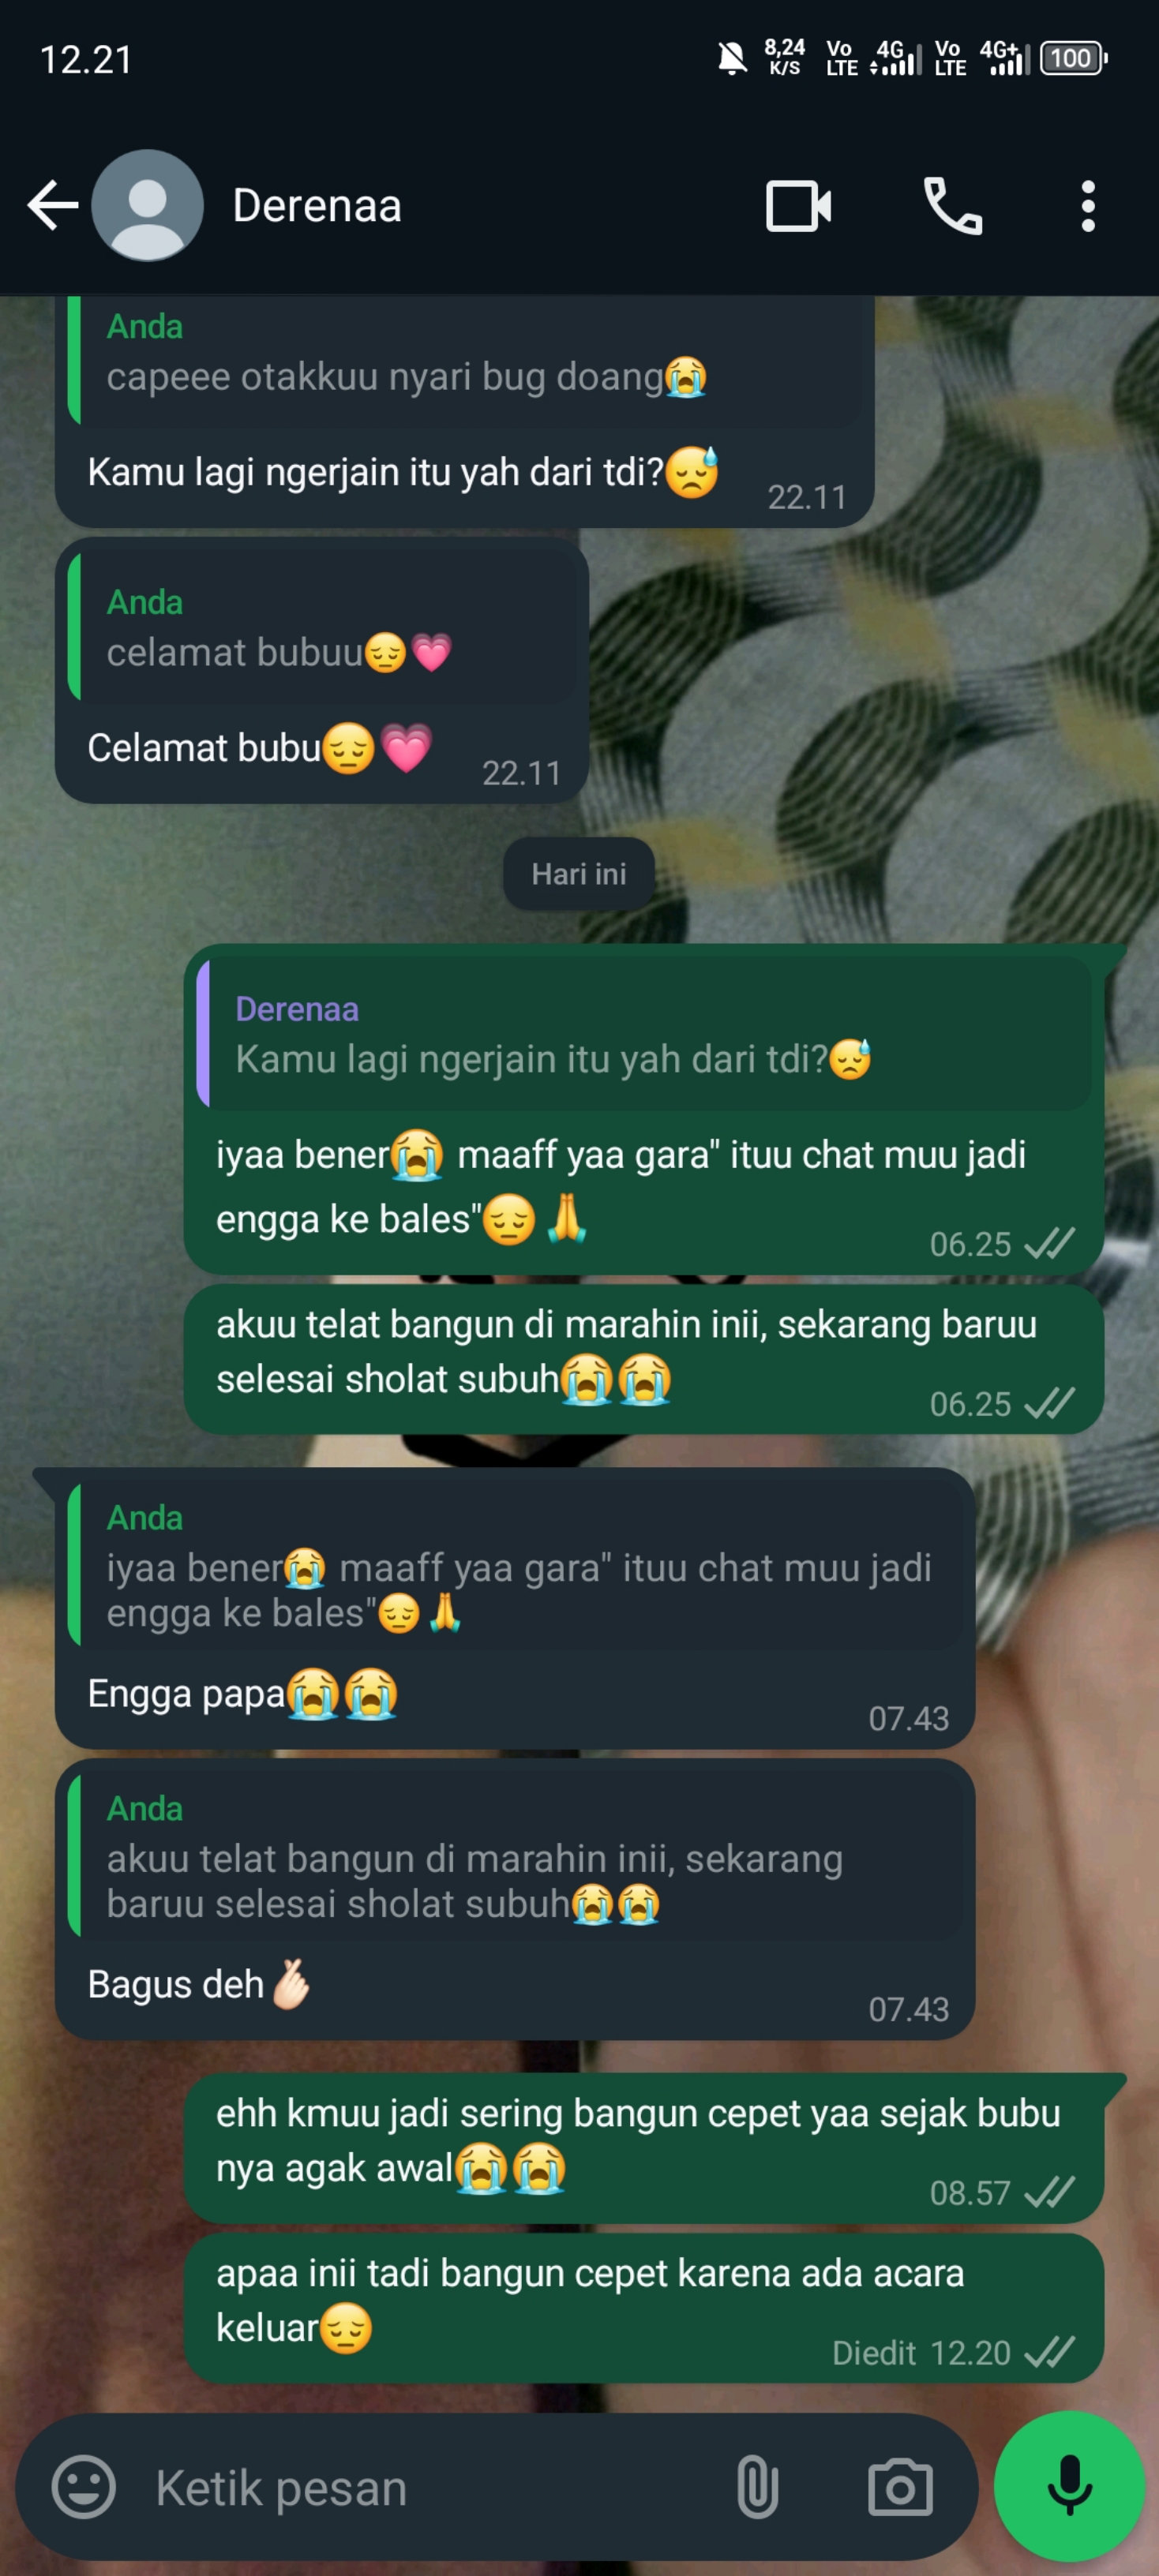 12.21
8,24
K/S
Vo
LTE
4G
Vo
LTE
4G+
100
Derenaa
Anda
capeee otakkuu nyari bug doang😭
Kamu lagi ngerjain itu yah dari tdi?😓
22.11
Anda
celamat bubuu😔💗
Celamat bubu😔💗
22.11
Hari ini
Derenaa
Kamu lagi ngerjain itu yah dari tdi?😓
iyaa bener😭 maaff yaa gara" ituu chat muu jadi
engga ke bales"😔🙏
06.25
akuu telat bangun di marahin inii, sekarang baruu
selesai sholat subuh😭😭
06.25
Anda
iyaa bener😭 maaff yaa gara" ituu chat muu jadi
engga ke bales"😔🙏
Engga papa😭😭
07.43
Anda
akuu telat bangun di marahin inii, sekarang
baruu selesai sholat subuh😭😭
Bagus deh🫰🏻
07.43
ehh kmuu jadi sering bangun cepet yaa sejak bubu
nya agak awal😭😭
08.57
apaa inii tadi bangun cepet karena ada acara
keluar😔
Diedit 12.20
Ketik pesan